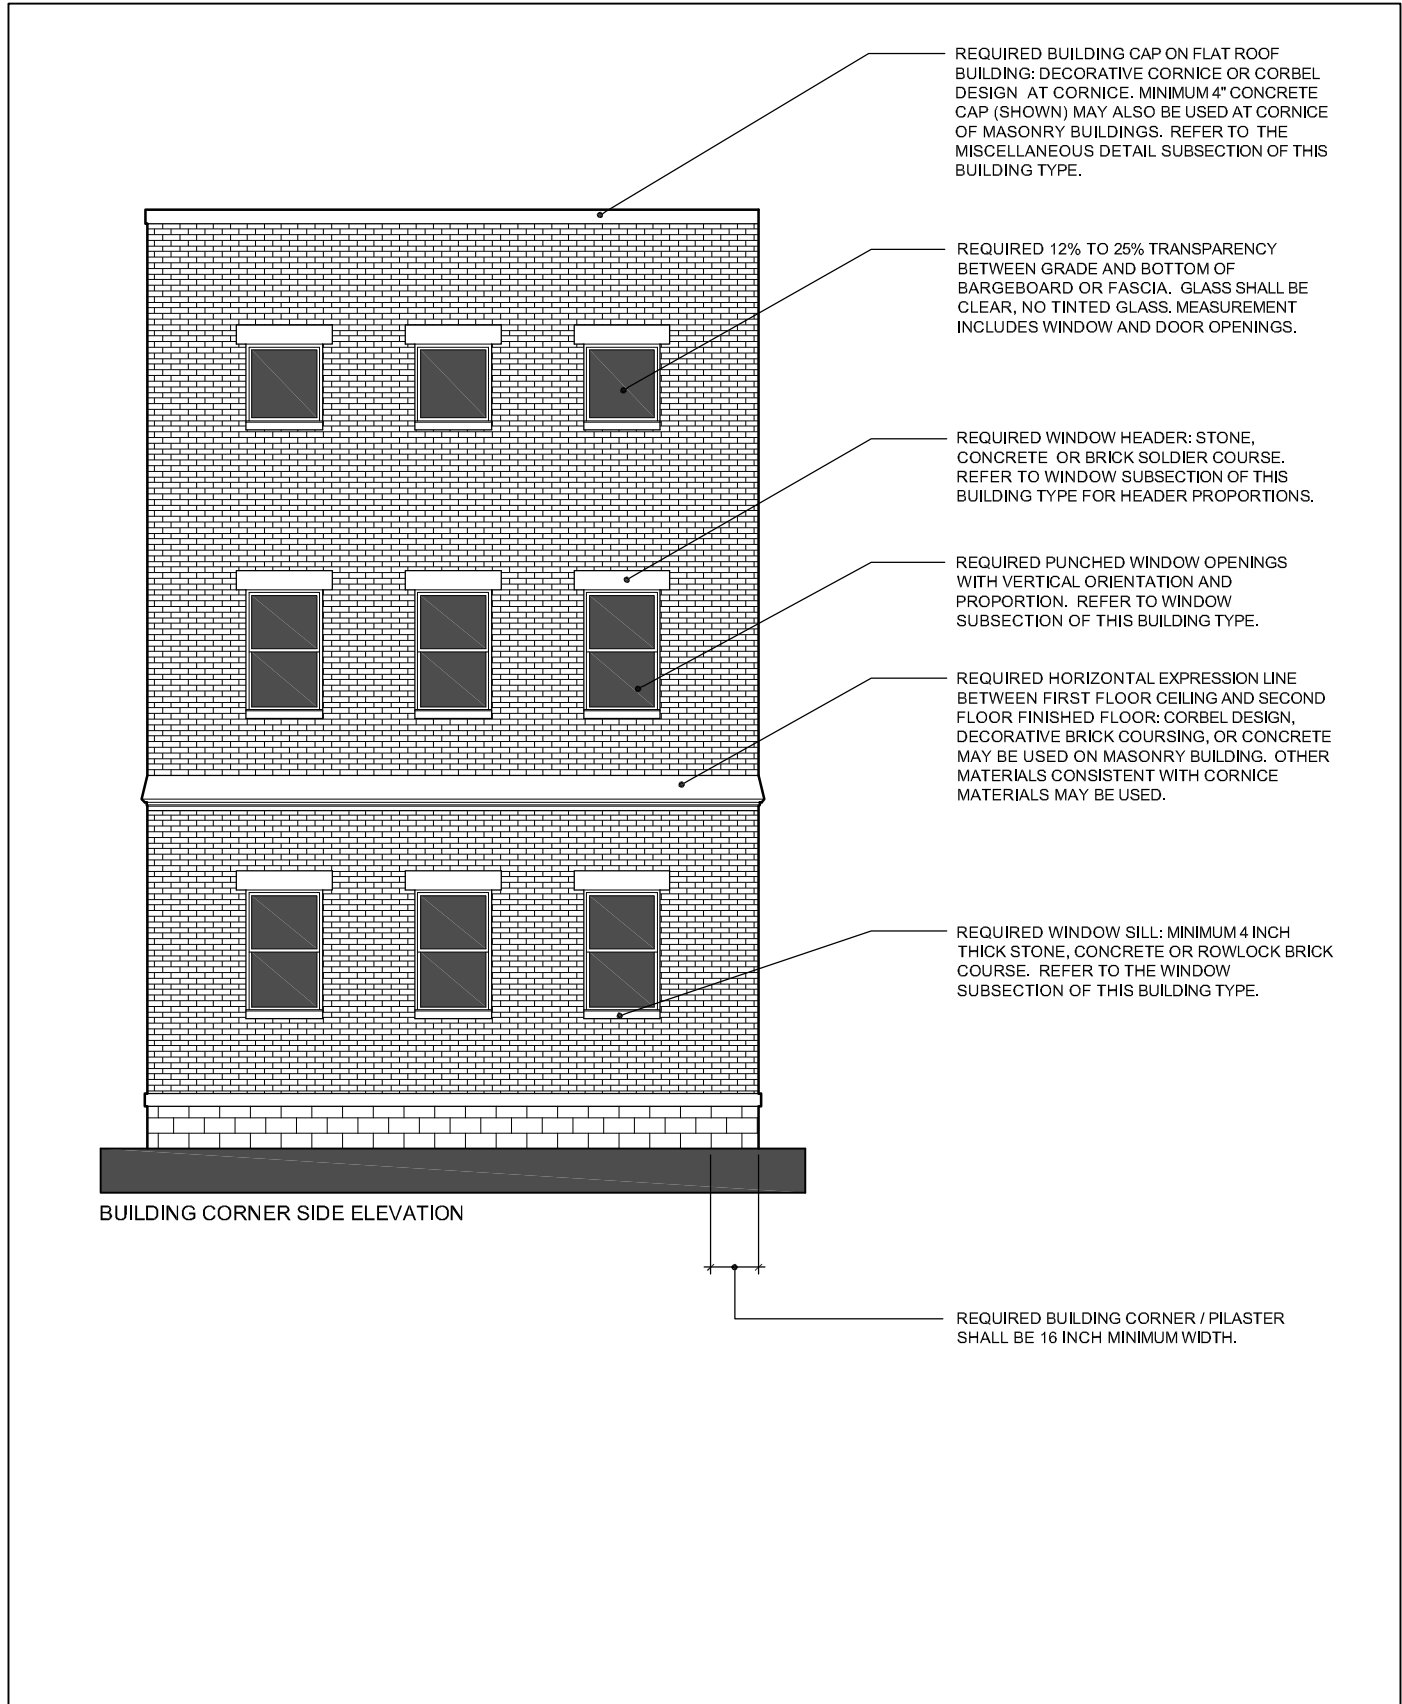 REQUIRED BUILDING CAP ON FLAT ROOF
BUILDING: DECORATIVE CORNICE OR CORBEL
DESIGN AT CORNICE. MINIMUM 4" CONCRETE
CAP (SHOWN) MAY ALSO BE USED AT CORNICE
OF MASONRY BUILDINGS. REFER TO THE
MISCELLANEOUS DETAIL SUBSECTION OF THIS
BUILDING TYPE.
REQUIRED 12% TO 25% TRANSPARENCY
BETWEEN GRADE AND BOTTOM OF
BARGEBOARD OR FASCIA. GLASS SHALL BE
CLEAR, NO TINTED GLASS. MEASUREMENT
INCLUDES WINDOW AND DOOR OPENINGS.
REQUIRED WINDOW HEADER: STONE,
CONCRETE OR BRICK SOLDIER COURSE.
REFER TO WINDOW SUBSECTION OF THIS
BUILDING TYPE FOR HEADER PROPORTIONS.
REQUIRED PUNCHED WINDOW OPENINGS
WITH VERTICAL ORIENTATION AND
PROPORTION. REFER TO WINDOW
SUBSECTION OF THIS BUILDING TYPE.
REQUIRED HORIZONTAL EXPRESSION LINE
BETWEEN FIRST FLOOR CEILING AND SECOND
FLOOR FINISHED FLOOR: CORBEL DESIGN,
DECORATIVE BRICK COURSING, OR CONCRETE
MAY BE USED ON MASONRY BUILDING. OTHER
MATERIALS CONSISTENT WITH CORNICE
MATERIALS MAY BE USED.
REQUIRED WINDOW SILL: MINIMUM 4 INCH
THICK STONE, CONCRETE OR ROWLOCK BRICK
COURSE. REFER TO THE WINDOW
SUBSECTION OF THIS BUILDING TYPE.
BUILDING CORNER SIDE ELEVATION
REQUIRED BUILDING CORNER / PILASTER
SHALL BE 16 INCH MINIMUM WIDTH.